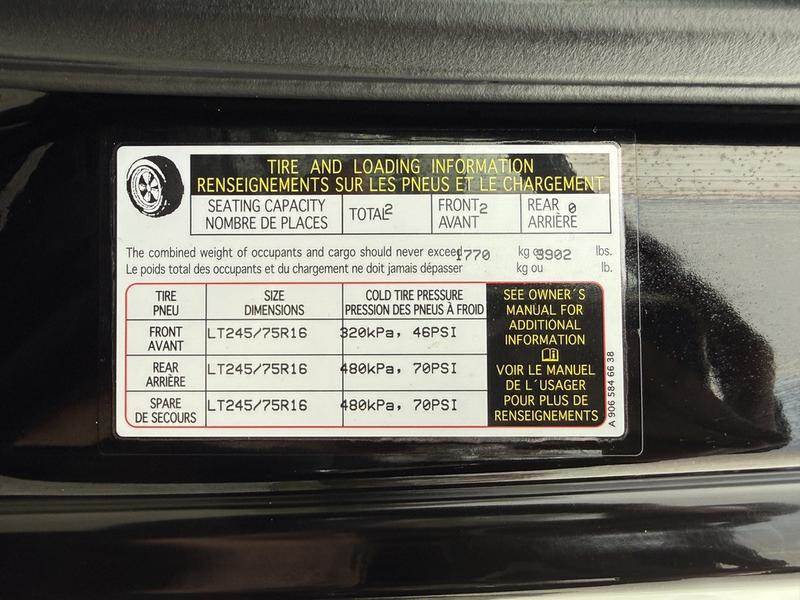 TIRE AND LOADING INFORMATION
RENSEIGNEMENTS SUR LES PNEUS ET LE CHARGEMENT
SEATING CAPACITY
NOMBRE DE PLACES
TOTAL 2
FRONT 2
AVANT
REAR 0
ARRIÈRE
The combined weight of occupants and cargo should never exceed 1770 kg or 3902 lbs.
Le poids total des occupants et du chargement ne doit jamais dépasser kg ou lb.
TIRE
PNEU
SIZE
DIMENSIONS
COLD TIRE PRESSURE
PRESSION DES PNEUS À FROID
FRONT
AVANT
LT245/75R16
320kPa, 46PSI
REAR
ARRIÈRE
LT245/75R16
480kPa, 70PSI
SPARE
DE SECOURS
LT245/75R16
480kPa, 70PSI
SEE OWNER´S
MANUAL FOR
ADDITIONAL
INFORMATION
VOIR LE MANUEL
DE L´USAGER
POUR PLUS DE
RENSEIGNEMENTS
A 906 584 66 38